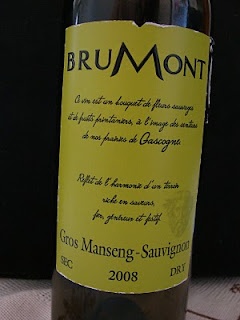 BRUMONT
Ce vin est un bouquet de fleurs sauvages
et de fruits printaniers, à l'image des sentiers
de nos prairies de Gascogne.
Reflet de l'harmonie d'un terroir
riche en saveurs,
fin, généreux et festif.
Gros Manseng-Sauvignon
SEC 2008 DRY